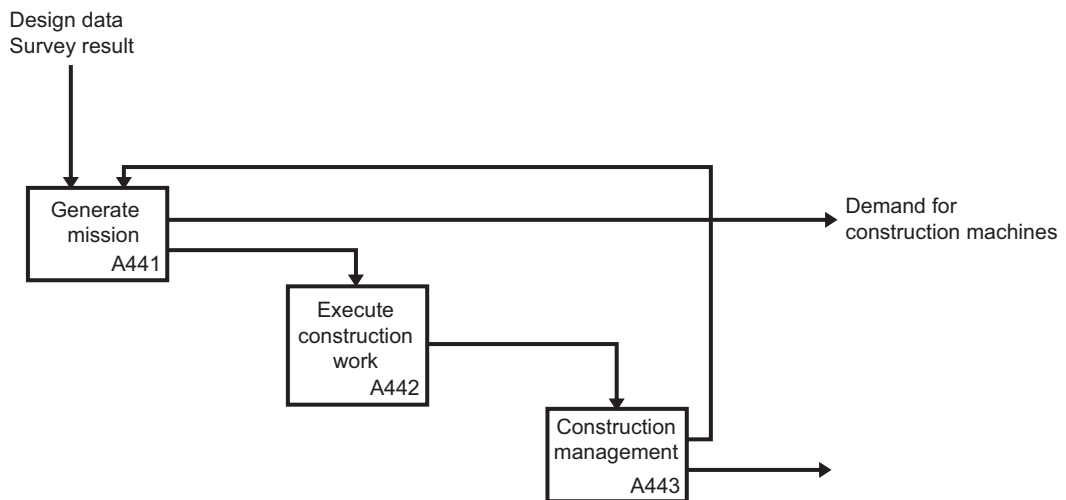 Design data
Survey result
Generate
mission
A441
Demand for
construction machines
Execute
construction
work
A442
Construction
management
A443